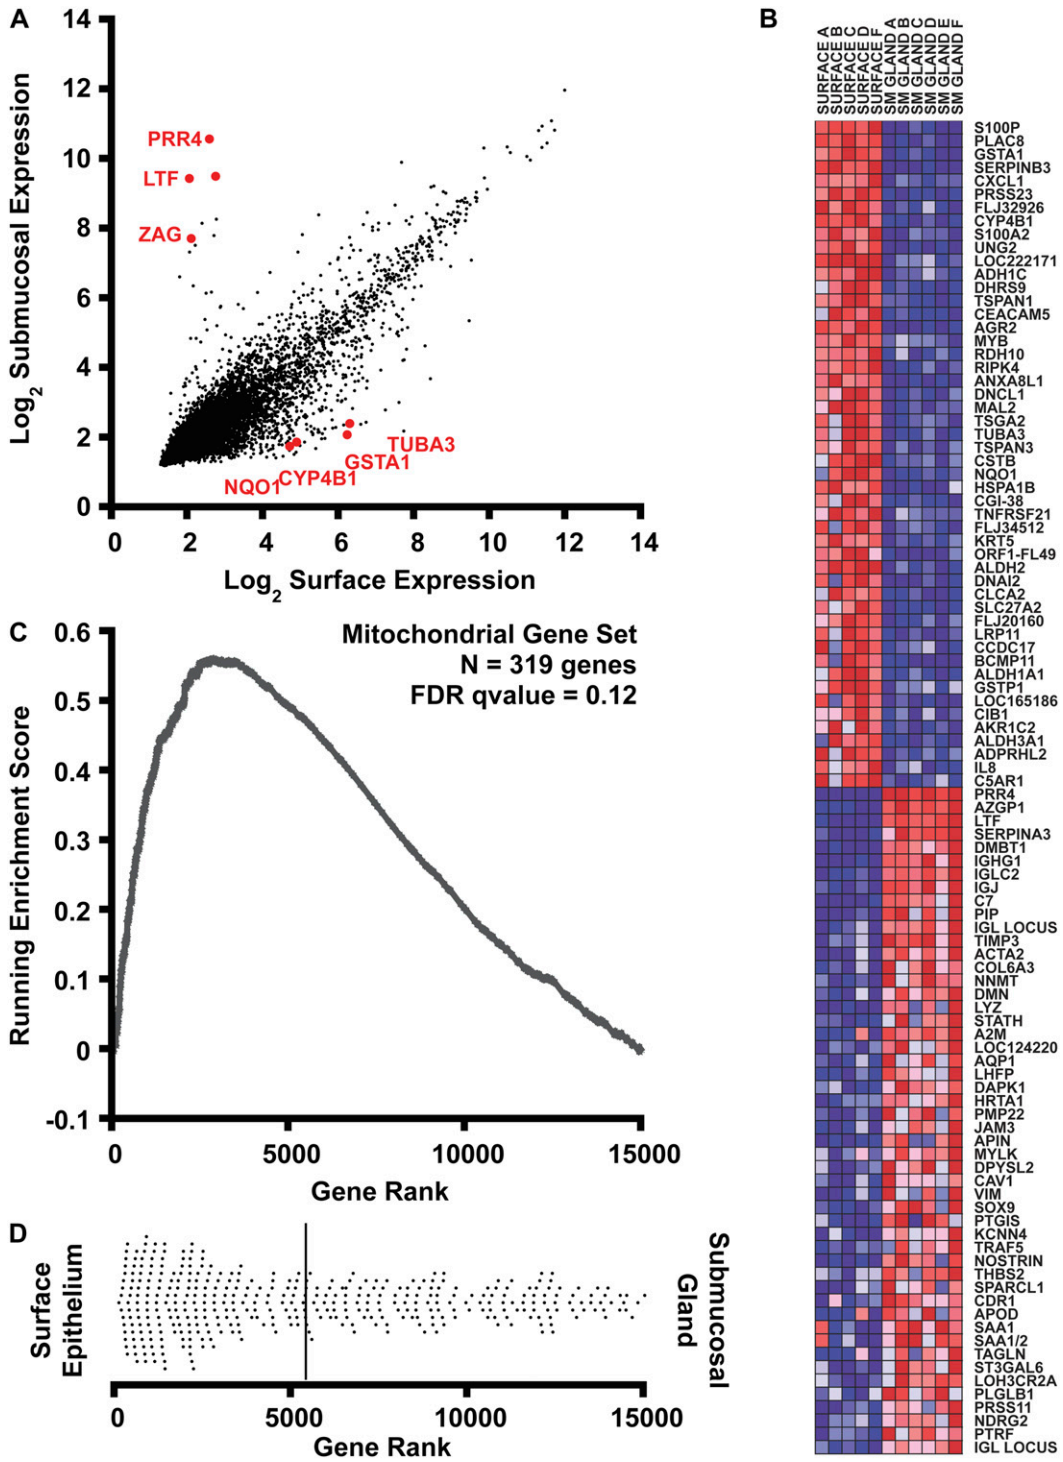 A
14
12
10
8
6
4
2
0
Log2 Submucosal Expression
PRR4
LTF
ZAG
TUBA3
GSTA1
CYP4B1
NQO1
0 2 4 6 8 10 12 14
Log2 Surface Expression
B
SURFACE A
SURFACE B
SURFACE C
SURFACE D
SURFACE F
SM GLAND A
SM GLAND B
SM GLAND C
SM GLAND D
SM GLAND E
SM GLAND F
S100P
PLAC8
GSTA1
SERPINB3
CXCL1
PRSS23
FLJ32926
CYP4B1
S100A2
UNG2
LOC222171
ADH1C
DHRS9
TSPAN1
CEACAM5
AGR2
MYB
RDH10
RIPK4
ANXA8L1
DNCL1
MAL2
TSGA2
TUBA3
TSPAN3
CSTB
NQO1
HSPA1B
CGI-38
TNFRSF21
FLJ34512
KRT5
ORF1-FL49
ALDH2
DNAI2
CLCA2
SLC27A2
FLJ20160
LRP11
CCDC17
BCMP11
ALDH1A1
GSTP1
LOC165186
CIB1
AKR1C2
ALDH3A1
ADPRHL2
IL8
C5AR1
PRR4
AZGP1
LTF
SERPINA3
DMBT1
IGHG1
IGLC2
IGJ
C7
PIP
IGL LOCUS
TIMP3
ACTA2
COL6A3
NNMT
DMN
LYZ
STATH
A2M
LOC124220
AQP1
LHFP
DAPK1
HRTA1
PMP22
JAM3
APIN
MYLK
DPYSL2
CAV1
VIM
SOX9
PTGIS
KCNN4
TRAF5
NOSTRIN
THBS2
SPARCL1
CDR1
APOD
SAA1
SAA1/2
TAGLN
ST3GAL6
LOH3CR2A
PLGLB1
PRSS11
NDRG2
PTRF
IGL LOCUS
C
0.6
0.5
0.4
0.3
0.2
0.1
0
-0.1
Running Enrichment Score
Mitochondrial Gene Set
N = 319 genes
FDR qvalue = 0.12
0 5000 10000 15000
Gene Rank
D
Surface
Epithelium
Submucosal
Gland
0 5000 10000 15000
Gene Rank